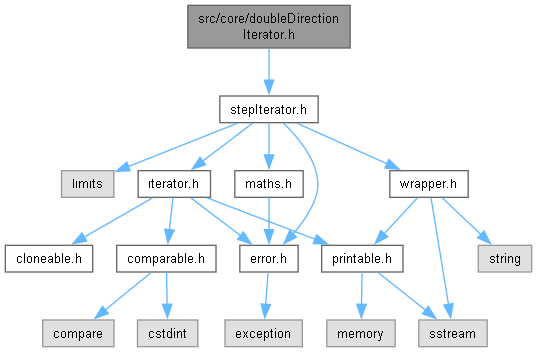 src/core/doubleDirection
Iterator.h
stepIterator.h
limits
iterator.h
maths.h
wrapper.h
cloneable.h
comparable.h
error.h
printable.h
string
compare
cstdint
exception
memory
sstream